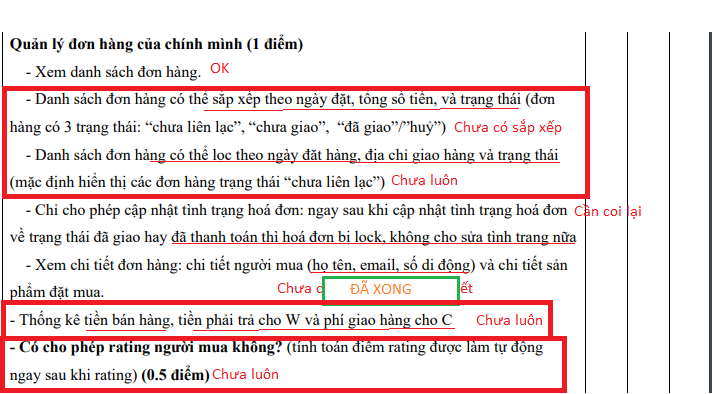 Quản lý đơn hàng của chính mình (1 điểm)
- Xem danh sách đơn hàng. OK
- Danh sách đơn hàng có thể sắp xếp theo ngày đặt, tổng số tiền, và trạng thái (đơn
hàng có 3 trạng thái: “chưa liên lạc”, “chưa giao”, “đã giao”/”huỷ”) Chưa có sắp xếp
- Danh sách đơn hàng có thể lọc theo ngày đặt hàng, địa chỉ giao hàng và trạng thái
(mặc định hiển thị các đơn hàng trạng thái “chưa liên lạc”) Chưa luôn
- Chỉ cho phép cập nhật tình trạng hoá đơn: ngay sau khi cập nhật tình trạng hoá đơn Cần coi lại
về trạng thái đã giao hay đã thanh toán thì hoá đơn bị lock, không cho sửa tình trạng nữa
- Xem chi tiết đơn hàng: chi tiết người mua (họ tên, email, số di động) và chi tiết sản
phẩm đặt mua. Chưa c ĐÃ XONG ết
- Thống kê tiền bán hàng, tiền phải trả cho W và phí giao hàng cho C Chưa luôn
- Có cho phép rating người mua không? (tính toán điểm rating được làm tự động
ngay sau khi rating) (0.5 điểm) Chưa luôn